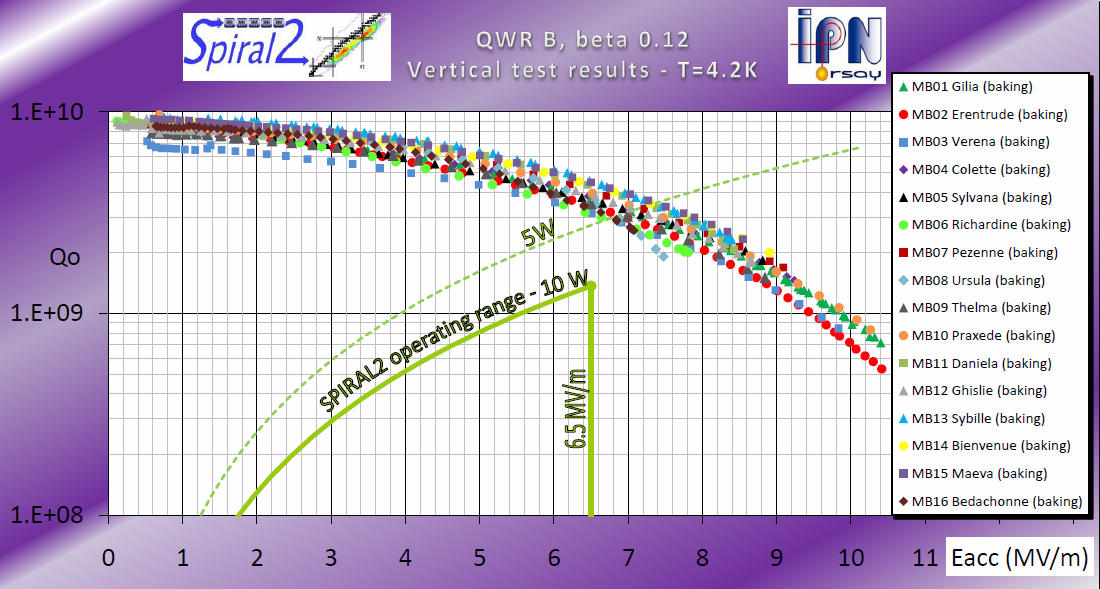 Spiral2
IPN
Orsay
QWR B, beta 0.12
Vertical test results - T=4.2K
MB01 Gilia (baking)
MB02 Erentrude (baking)
MB03 Verena (baking)
MB04 Colette (baking)
MB05 Sylvana (baking)
MB06 Richardine (baking)
MB07 Pezenne (baking)
MB08 Ursula (baking)
MB09 Thelma (baking)
MB10 Praxede (baking)
MB11 Daniela (baking)
MB12 Ghislie (baking)
MB13 Sybille (baking)
MB14 Bienvenue (baking)
MB15 Maeva (baking)
MB16 Bedachonne (baking)
1.E+10
Qo
1.E+09
1.E+08
5W
SPIRAL2 operating range - 10 W
6.5 MV/m
0 1 2 3 4 5 6 7 8 9 10 11
Eacc (MV/m)